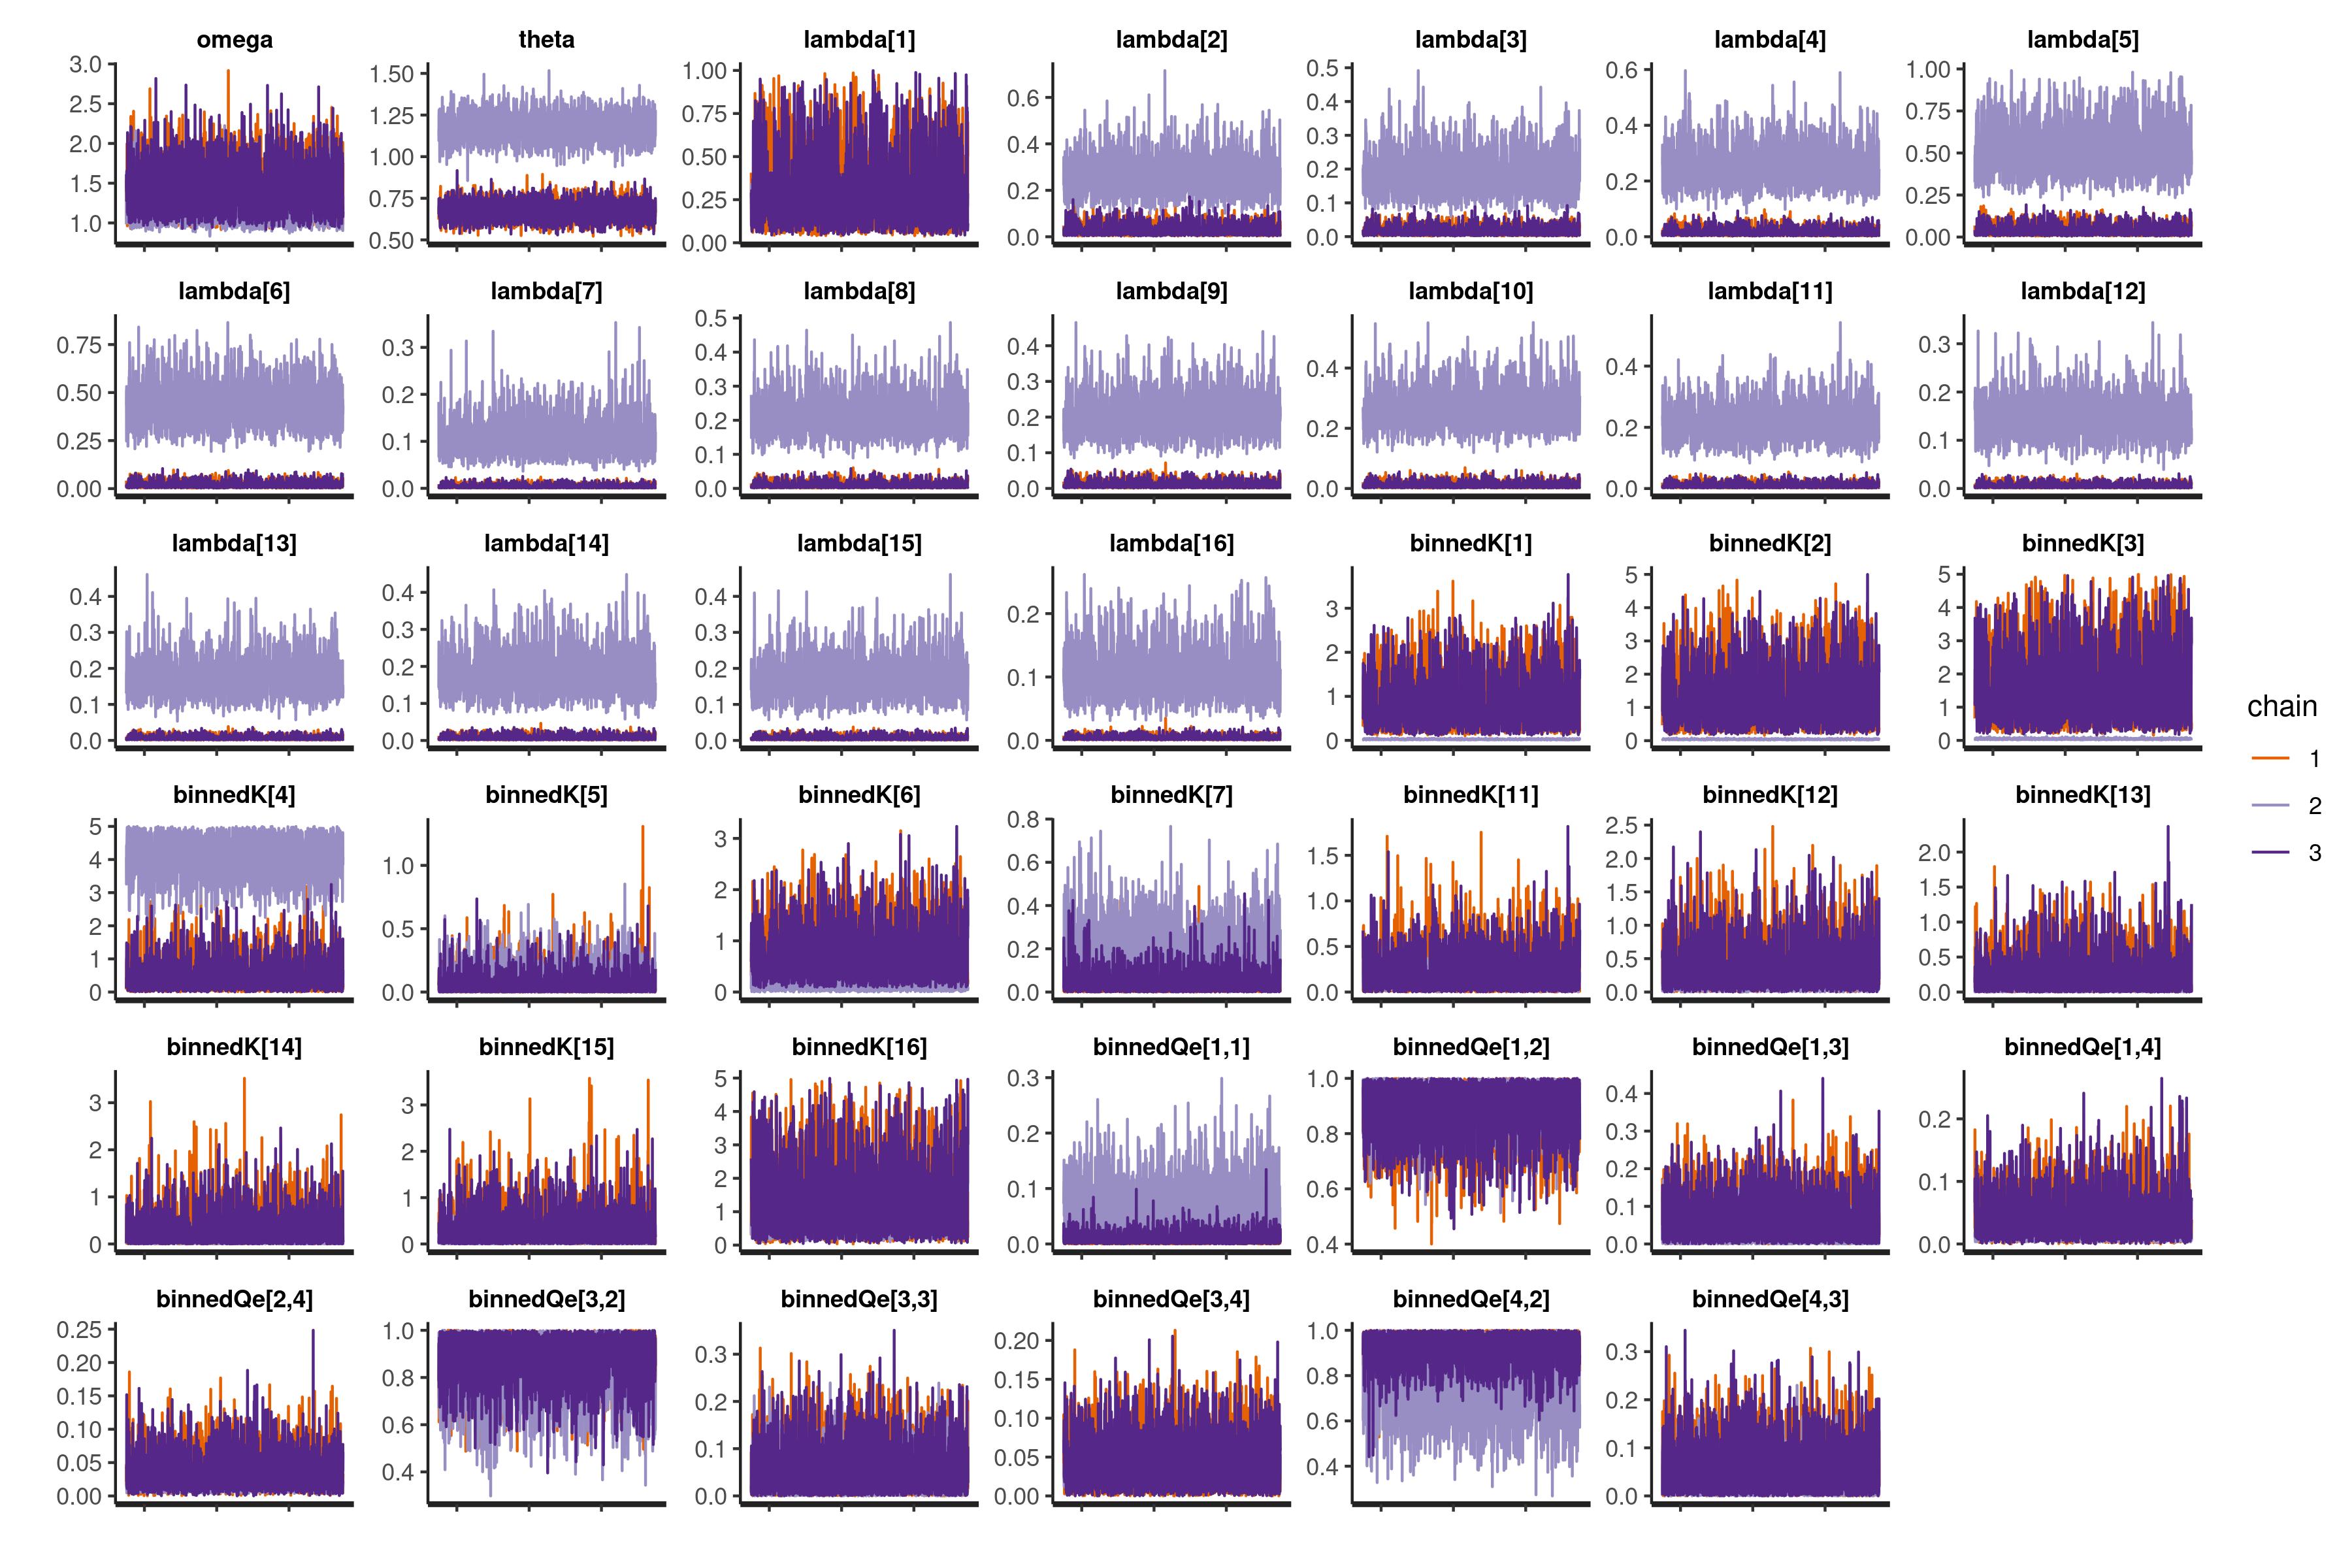 omega theta lambda[1] lambda[2] lambda[3] lambda[4] lambda[5]
3.0 2.5 2.0 1.5 1.0
1.50 1.25 1.00 0.75 0.50
1.00 0.75 0.50 0.25 0.00
0.6 0.4 0.2 0.0
0.5 0.4 0.3 0.2 0.1 0.0
0.6 0.4 0.2 0.0
1.00 0.75 0.50 0.25 0.00
lambda[6] lambda[7] lambda[8] lambda[9] lambda[10] lambda[11] lambda[12]
0.75 0.50 0.25 0.00
0.3 0.2 0.1 0.0
0.5 0.4 0.3 0.2 0.1 0.0
0.4 0.3 0.2 0.1 0.0
0.4 0.2 0.0
0.4 0.2 0.0
0.3 0.2 0.1 0.0
lambda[13] lambda[14] lambda[15] lambda[16] binnedK[1] binnedK[2] binnedK[3]
0.4 0.3 0.2 0.1 0.0
0.4 0.3 0.2 0.1 0.0
0.4 0.3 0.2 0.1 0.0
0.2 0.1 0.0
3 2 1 0
5 4 3 2 1 0
5 4 3 2 1 0
binnedK[4] binnedK[5] binnedK[6] binnedK[7] binnedK[11] binnedK[12] binnedK[13]
5 4 3 2 1 0
1.0 0.5 0.0
3 2 1 0
0.8 0.6 0.4 0.2 0.0
1.5 1.0 0.5 0.0
2.5 2.0 1.5 1.0 0.5 0.0
2.0 1.5 1.0 0.5 0.0
binnedK[14] binnedK[15] binnedK[16] binnedQe[1,1] binnedQe[1,2] binnedQe[1,3] binnedQe[1,4]
3 2 1 0
3 2 1 0
5 4 3 2 1 0
0.3 0.2 0.1 0.0
1.0 0.8 0.6 0.4
0.4 0.3 0.2 0.1 0.0
0.2 0.1 0.0
binnedQe[2,4] binnedQe[3,2] binnedQe[3,3] binnedQe[3,4] binnedQe[4,2] binnedQe[4,3]
0.25 0.20 0.15 0.10 0.05 0.00
1.0 0.8 0.6 0.4
0.3 0.2 0.1 0.0
0.20 0.15 0.10 0.05 0.00
1.0 0.8 0.6 0.4
0.3 0.2 0.1 0.0
chain
1
2
3